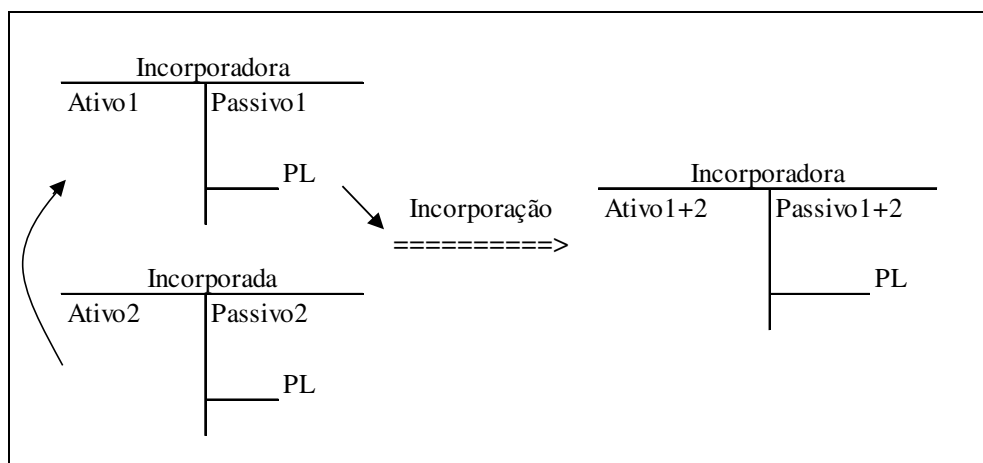 Incorporadora
Ativo1 Passivo1
PL
Incorporada
Ativo2 Passivo2
PL
Incorporação
==========>
Incorporadora
Ativo1+2 Passivo1+2
PL